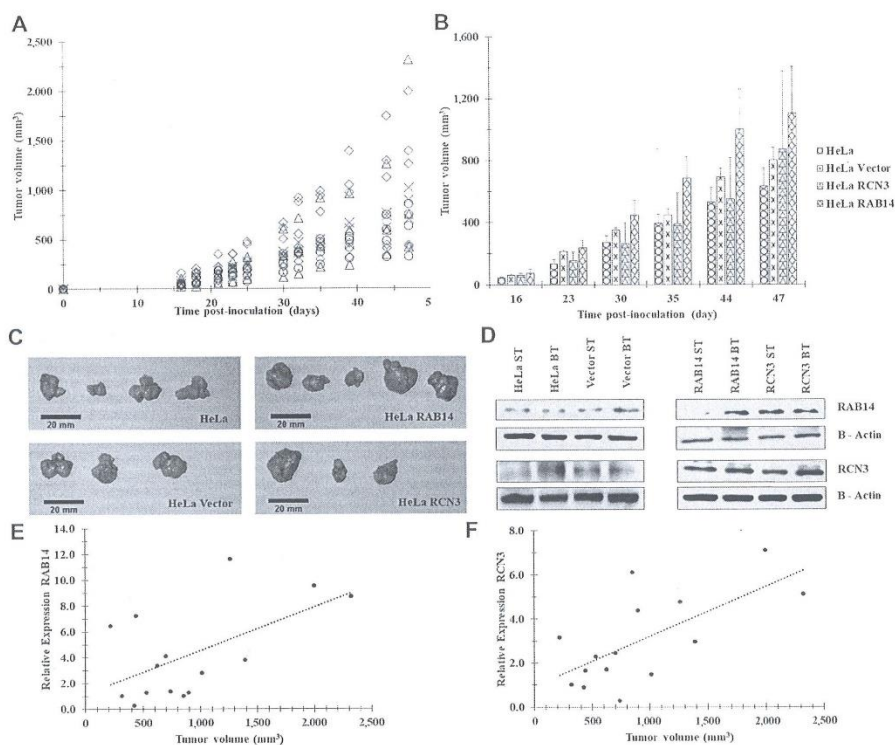 A
Tumor volume (mm³)
2,500
2,000
1,500
1,000
500
0
0 10 20 30 40 5
Time post-inoculation (days)
B
Tumor volume (mm³)
1,600
1,200
800
400
0
16 23 30 35 44 47
Time post-inoculation (day)
HeLa
HeLa Vector
HeLa RCN3
HeLa RAB14
C
20 mm
HeLa
20 mm
HeLa RAB14
20 mm
HeLa Vector
20 mm
HeLa RCN3
D
HeLa ST
HeLa BT
Vector ST
Vector BT
RAB14 ST
RAB14 BT
RCN3 ST
RCN3 BT
RAB14
B - Actin
RCN3
B - Actin
E
Relative Expression RAB14
14.0
12.0
10.0
8.0
6.0
4.0
2.0
0.0
0 500 1,000 1,500 2,000 2,500
Tumor volume (mm³)
F
Relative Expression RCN3
8.0
6.0
4.0
2.0
0.0
0 500 1,000 1,500 2,000 2,500
Tumor volume (mm³)